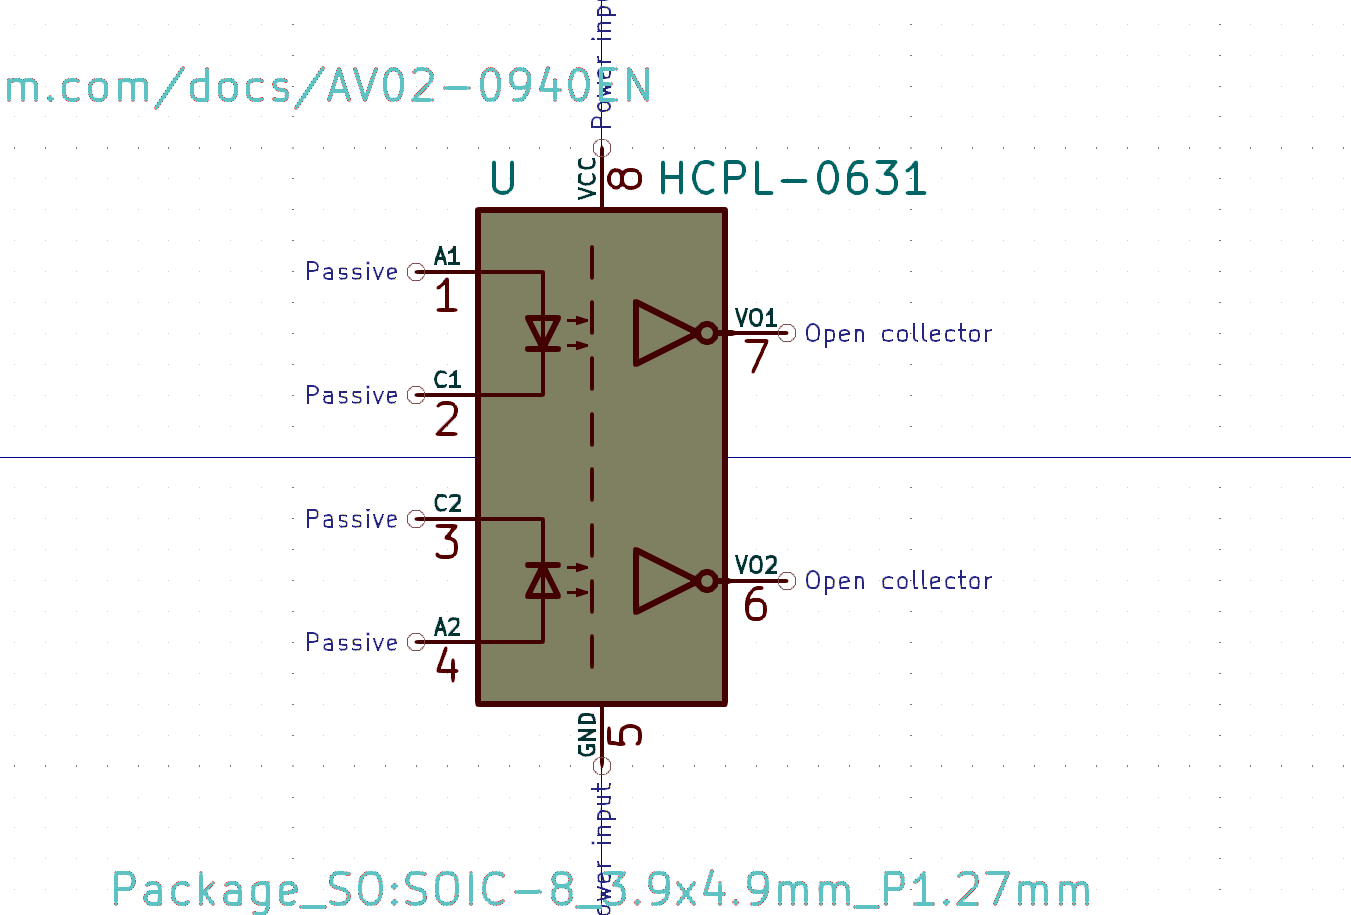 Power inp
m.com/docs/AV02-0940EN
U VCC 8 HCPL-0631
Passive A1 1
VO1 7 Open collector
Passive C1 2
Passive C2 3
VO2 6 Open collector
Passive A2 4
GND 5
ower input
Package_SO:SOIC-8_3.9x4.9mm_P1.27mm